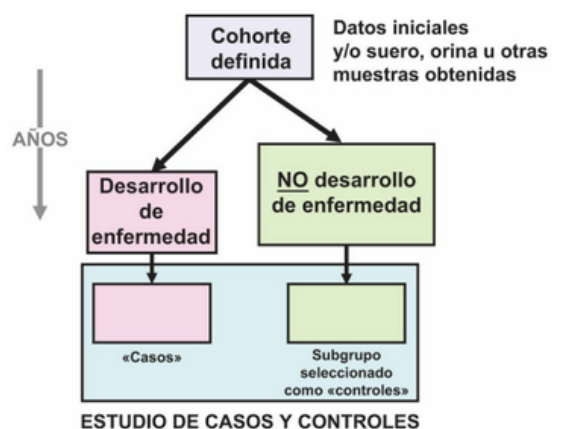 Cohorte
definida
Datos iniciales
y/o suero, orina u otras
muestras obtenidas
AÑOS
Desarrollo
de
enfermedad
NO desarrollo
de enfermedad
«Casos»
Subgrupo
seleccionado
como «controles»
ESTUDIO DE CASOS Y CONTROLES